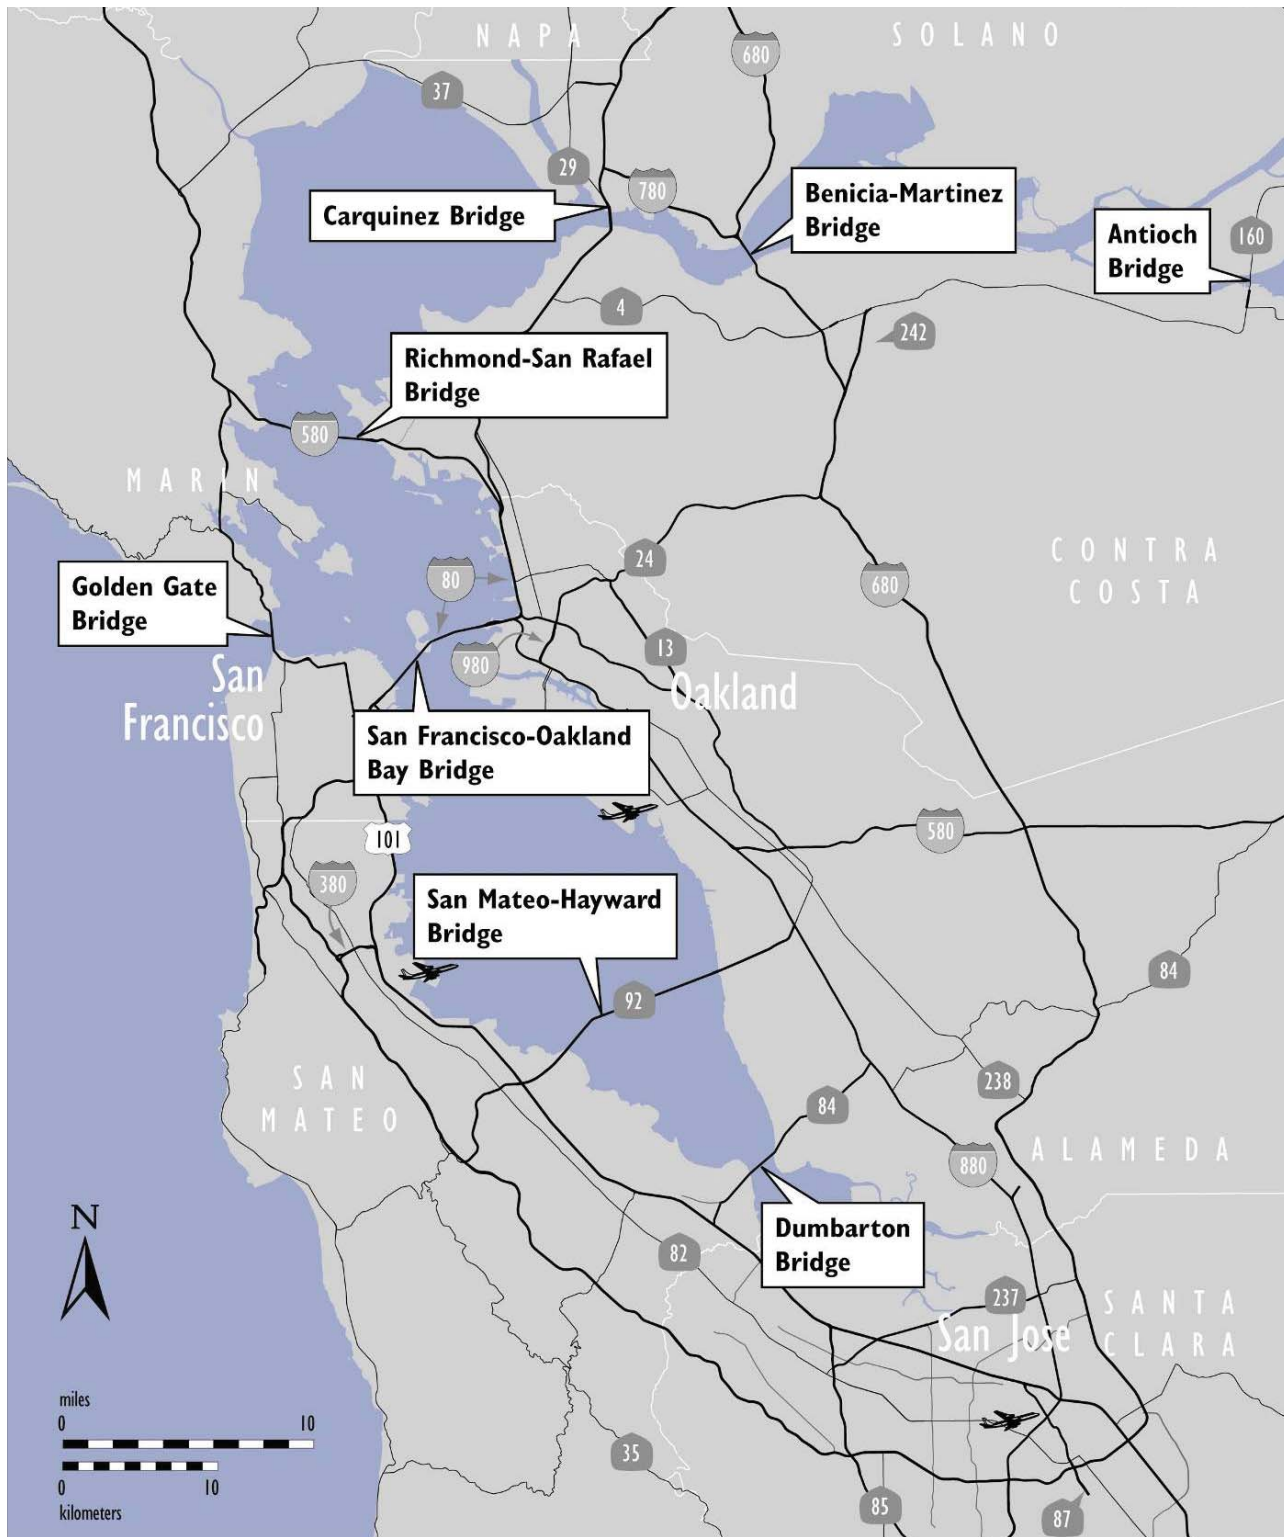 NAPA
SOLANO
680
37
29
780
Carquinez Bridge
Benicia-Martinez
Bridge
Antioch
Bridge
160
4
242
Richmond-San Rafael
Bridge
580
MARIN
24
80
680
CONTRA
COSTA
Golden Gate
Bridge
13
980
San
Francisco
Oakland
San Francisco-Oakland
Bay Bridge
101
580
380
San Mateo-Hayward
Bridge
92
84
SAN
MATEO
238
84
880
ALAMEDA
N
Dumbarton
Bridge
82
237
San Jose
SANTA
CLARA
miles
0 10
0 10
kilometers
35
85
87